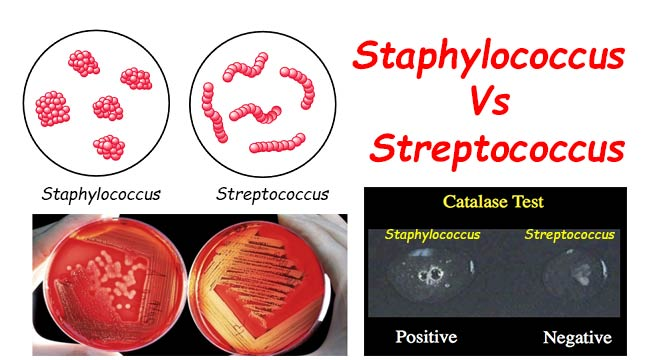 Staphylococcus
Vs
Streptococcus
Staphylococcus
Streptococcus
Catalase Test
Staphylococcus
Streptococcus
Positive
Negative